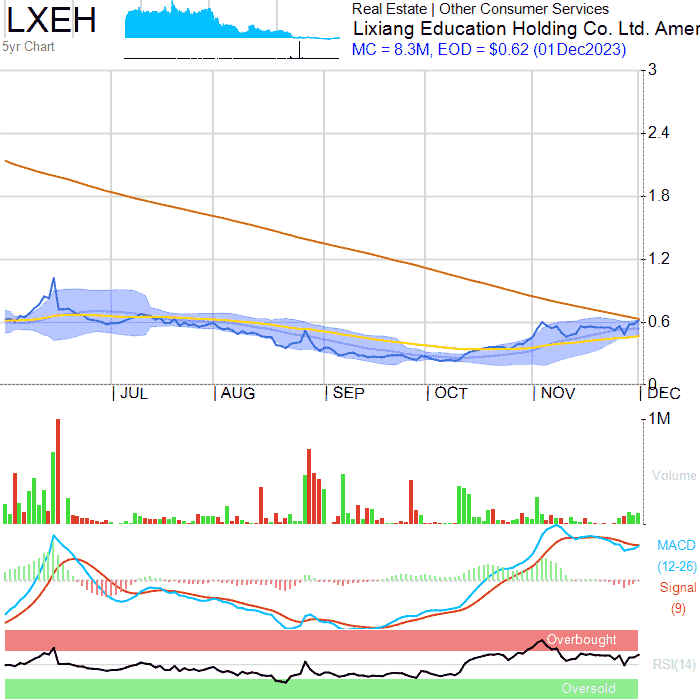 LXEH
5yr Chart
Real Estate | Other Consumer Services
Lixiang Education Holding Co. Ltd. Amer
MC = 8.3M, EOD = $0.62 (01Dec2023)
3
2.4
1.8
1.2
0.6
0
| JUL | AUG | SEP | OCT | NOV | DEC
1M
Volume
MACD
(12-26)
Signal
(9)
Overbought
RSI(14)
Oversold